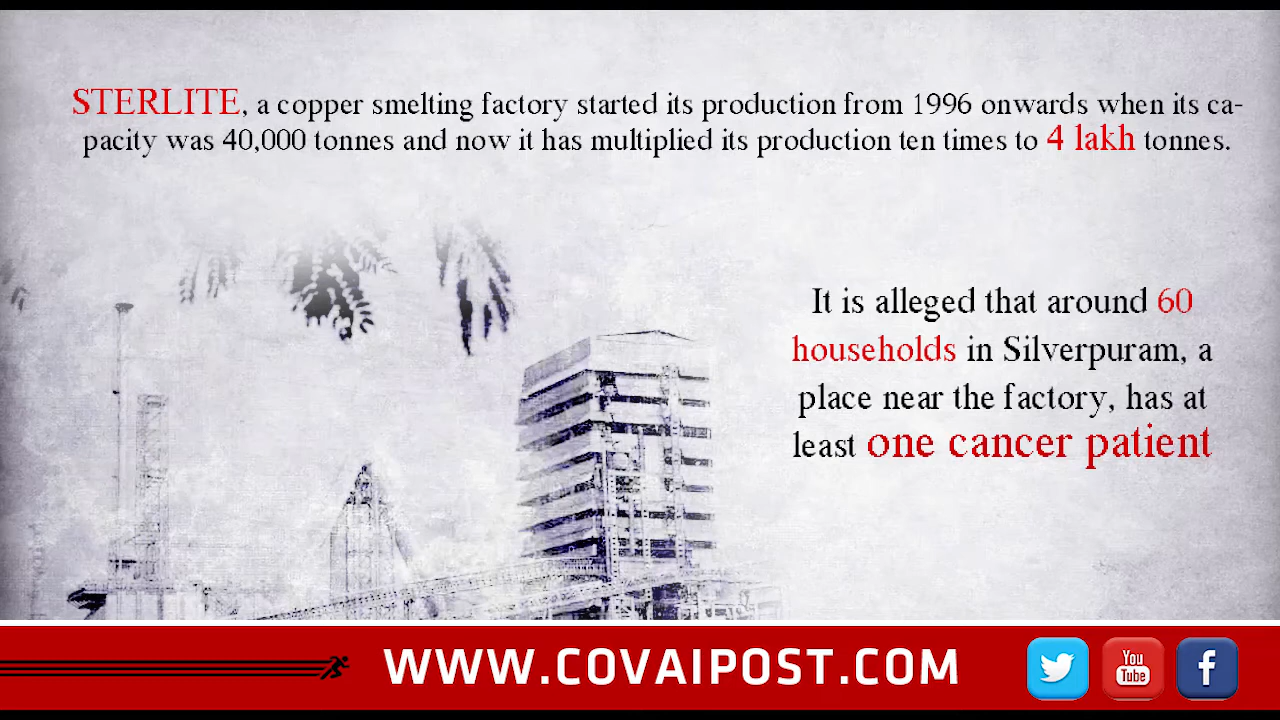 STERLITE, a copper smelting factory started its production from 1996 onwards when its ca-
pacity was 40,000 tonnes and now it has multiplied its production ten times to 4 lakh tonnes.
It is alleged that around 60
households in Silverpuram, a
place near the factory, has at
least one cancer patient
WWW.COVAIPOST.COM
You
Tube
f